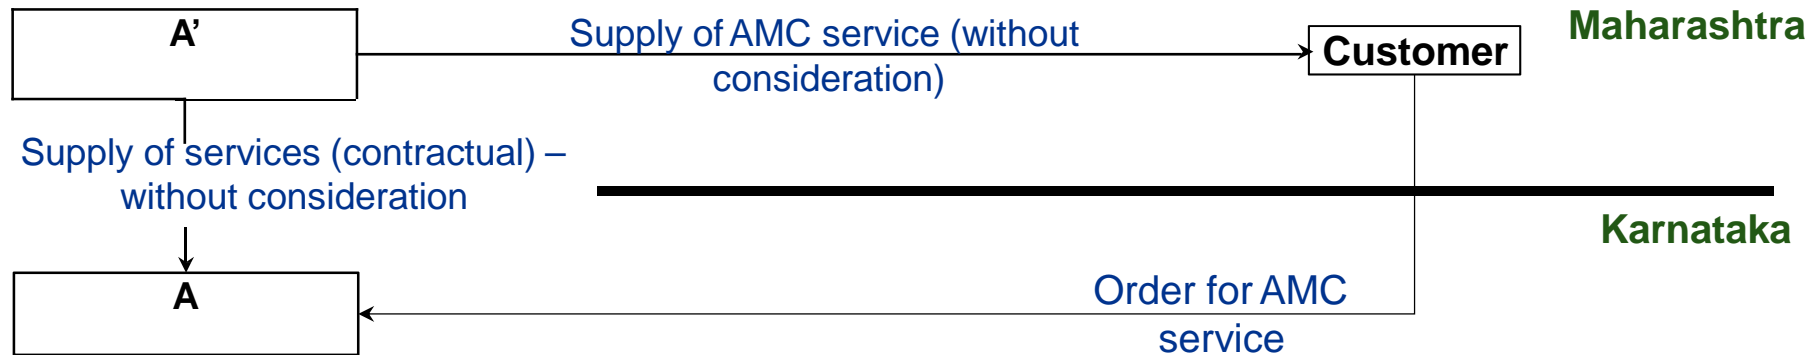 A’
Supply of AMC service (without
consideration)
Customer
Maharashtra
Supply of services (contractual) –
without consideration
Karnataka
A
Order for AMC
service